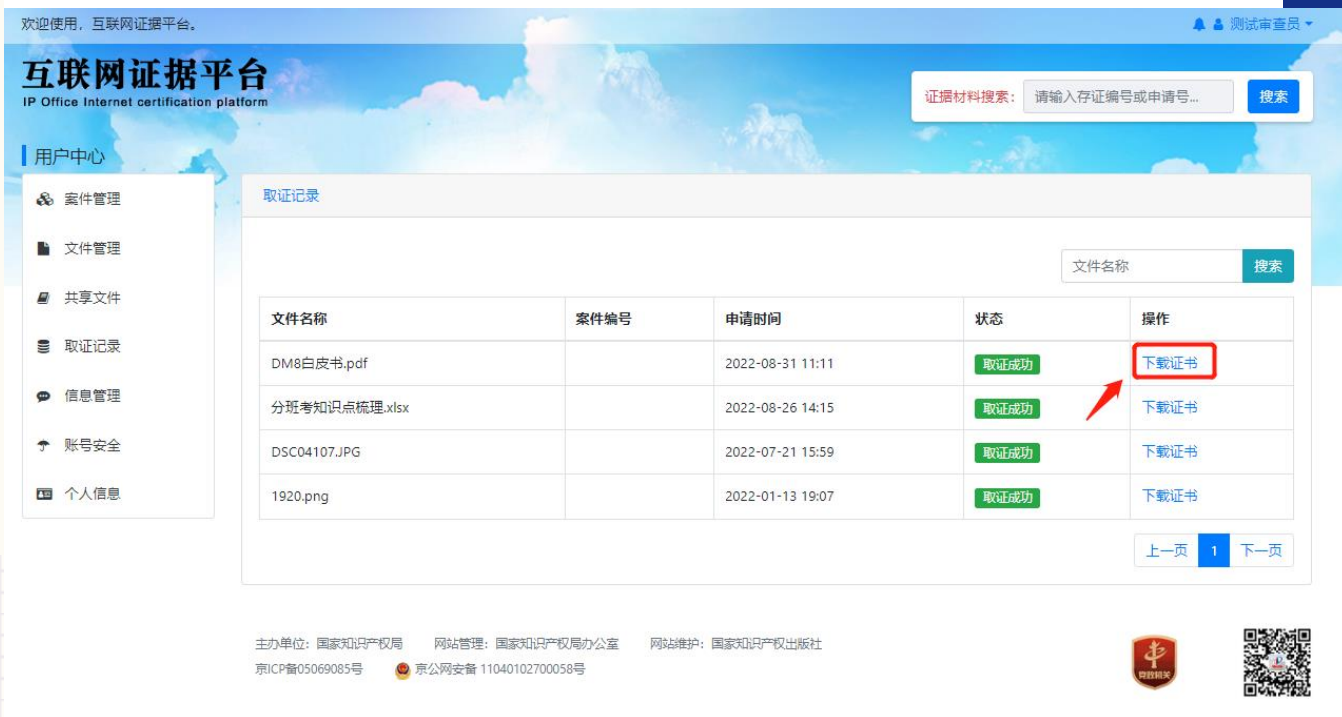 欢迎使用，互联网证据平台。
测试审查员
互联网证据平台
IP Office Internet certification platform
证据材料搜索： 请输入存证编号或申请号... 搜索
用户中心
案件管理
文件管理
共享文件
取证记录
信息管理
账号安全
个人信息
取证记录
文件名称 搜索
文件名称 案件编号 申请时间 状态 操作
DM8白皮书.pdf 2022-08-31 11:11 取证成功 下载证书
分班考知识点梳理.xlsx 2022-08-26 14:15 取证成功 下载证书
DSC04107.JPG 2022-07-21 15:59 取证成功 下载证书
1920.png 2022-01-13 19:07 取证成功 下载证书
上一页 1 下一页
主办单位：国家知识产权局 网站管理：国家知识产权局办公室 网站维护：国家知识产权出版社
京ICP备05069085号 京公网安备 11040102700058号
党政机关